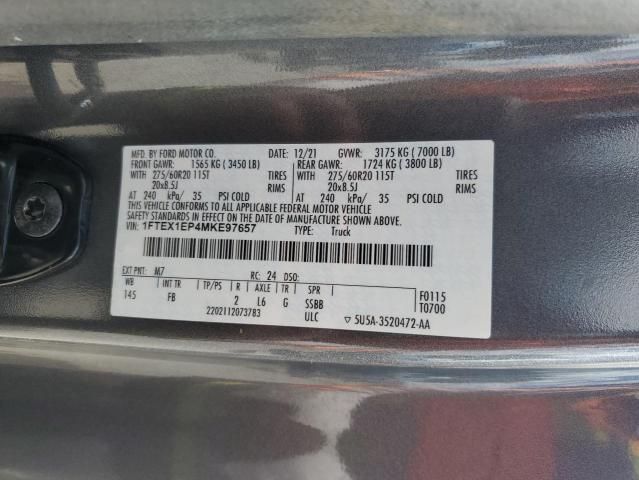 MFD. BY FORD MOTOR CO. DATE: 12/21 GVWR: 3175 KG ( 7000 LB)
FRONT GAWR: 1565 KG ( 3450 LB) REAR GAWR: 1724 KG ( 3800 LB)
WITH 275/60R20 115T TIRES WITH 275/60R20 115T TIRES
20x8.5J RIMS 20x8.5J RIMS
AT 240 kPa/ 35 PSI COLD AT 240 kPa/ 35 PSI COLD
THIS VEHICLE CONFORMS TO ALL APPLICABLE FEDERAL MOTOR VEHICLE
SAFETY STANDARDS IN EFFECT ON THE DATE OF MANUFACTURE SHOWN ABOVE.
VIN: 1FTEX1EP4MKE97657 TYPE: Truck
EXT PNT: M7 RC: 24 DSO:
WB INT TR TP/PS R AXLE TR SPR F0115
145 FB 2 L6 G SSBB T0700
2202112073783 ULC ▽ 5U5A-3520472-AA